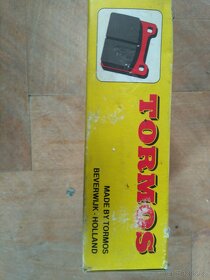 TORMOS
MADE BY TORMOS
BEVERWIJK - HOLLAND